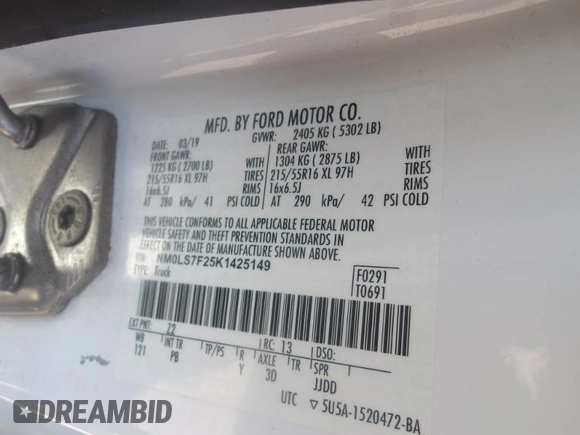 MFD. BY FORD MOTOR CO.
DATE: 03/19 GVWR: 2405 KG ( 5302 LB)
FRONT GAWR: REAR GAWR:
1225 KG ( 2700 LB) WITH 1304 KG ( 2875 LB) WITH
215/55R16 XL 97H TIRES 215/55R16 XL 97H TIRES
16x6.5J RIMS 16x6.5J RIMS
AT 280 kPa/ 41 PSI COLD AT 290 kPa/ 42 PSI COLD
THIS VEHICLE CONFORMS TO ALL APPLICABLE FEDERAL MOTOR
VEHICLE SAFETY AND THEFT PREVENTION STANDARDS IN
EFFECT ON THE DATE OF MANUFACTURE SHOWN ABOVE.
VIN: NM0LS7F25K1425149
TYPE: Truck
F0291
T0691
EXT PNT: Z2 RC: 13 DSO:
WB INT TR TP/PS R AXLE TR SPR
121 PB Y 3D JJDD
UTC ▽5U5A-1520472-BA
AUTOBIDCAR